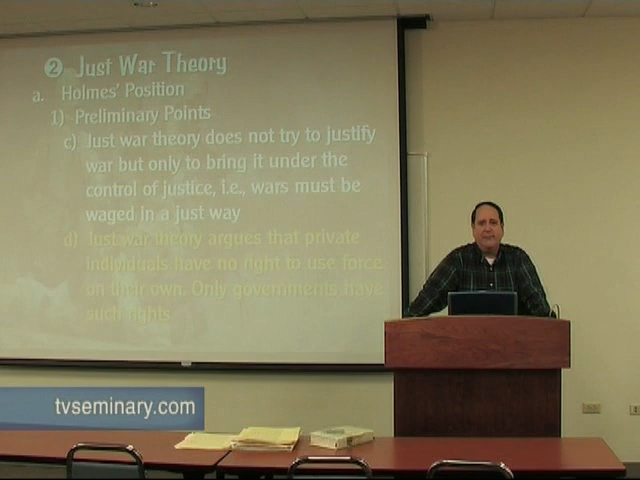 2 Just War Theory
a. Holmes' Position
1) Preliminary Points
c) Just war theory does not try to justify
war but only to bring it under the
control of justice, i.e., wars must be
waged in a just way
d) Just war theory argues that private
individuals have no right to use force
on their own. Only governments have
such rights
tvseminary.com